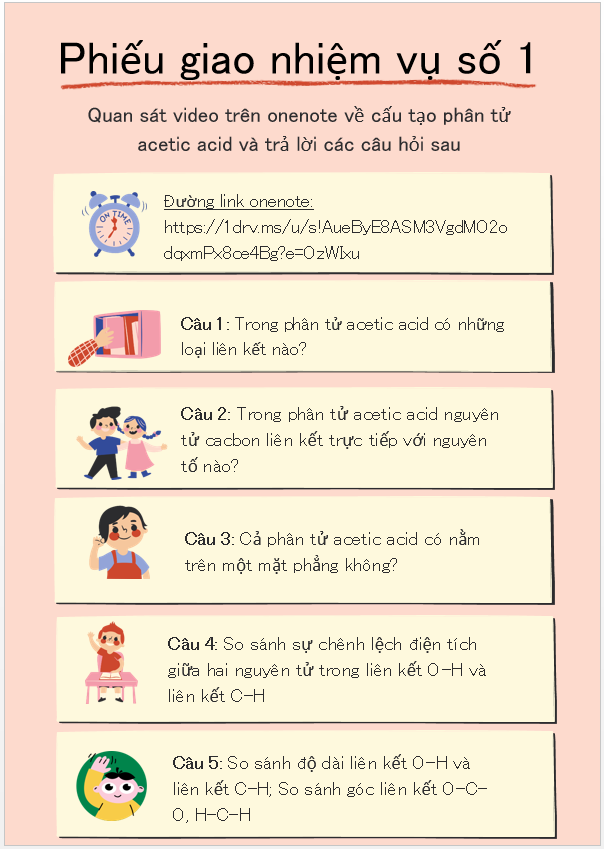 Phiếu giao nhiệm vụ số 1
Quan sát video trên onenote về cấu tạo phân tử
acetic acid và trả lời các câu hỏi sau
ON TIME
Đường link onenote:
https://1drv.ms/u/s!AueByE8ASM3VgdMO2o
dqxmPx8ce4Bg?e=OzWIxu
Câu 1: Trong phân tử acetic acid có những
loại liên kết nào?
Câu 2: Trong phân tử acetic acid nguyên
tử cacbon liên kết trực tiếp với nguyên
tố nào?
Câu 3: Cả phân tử acetic acid có nằm
trên một mặt phẳng không?
Câu 4: So sánh sự chênh lệch điện tích
giữa hai nguyên tử trong liên kết O-H và
liên kết C-H
Câu 5: So sánh độ dài liên kết O-H và
liên kết C-H; So sánh góc liên kết O-C-
O, H-C-H